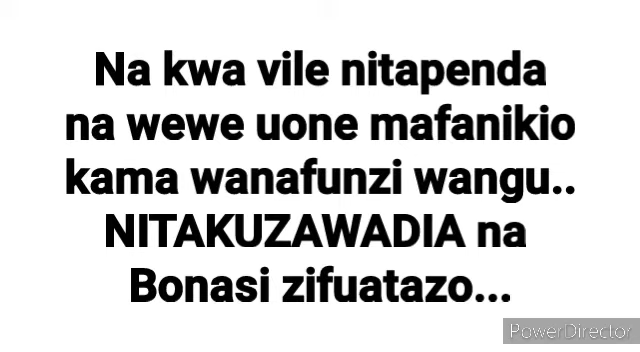 Na kwa vile nitapenda
na wewe uone mafanikio
kama wanafunzi wangu..
NITAKUZAWADIA na
Bonasi zifuatazo...
PowerDirector